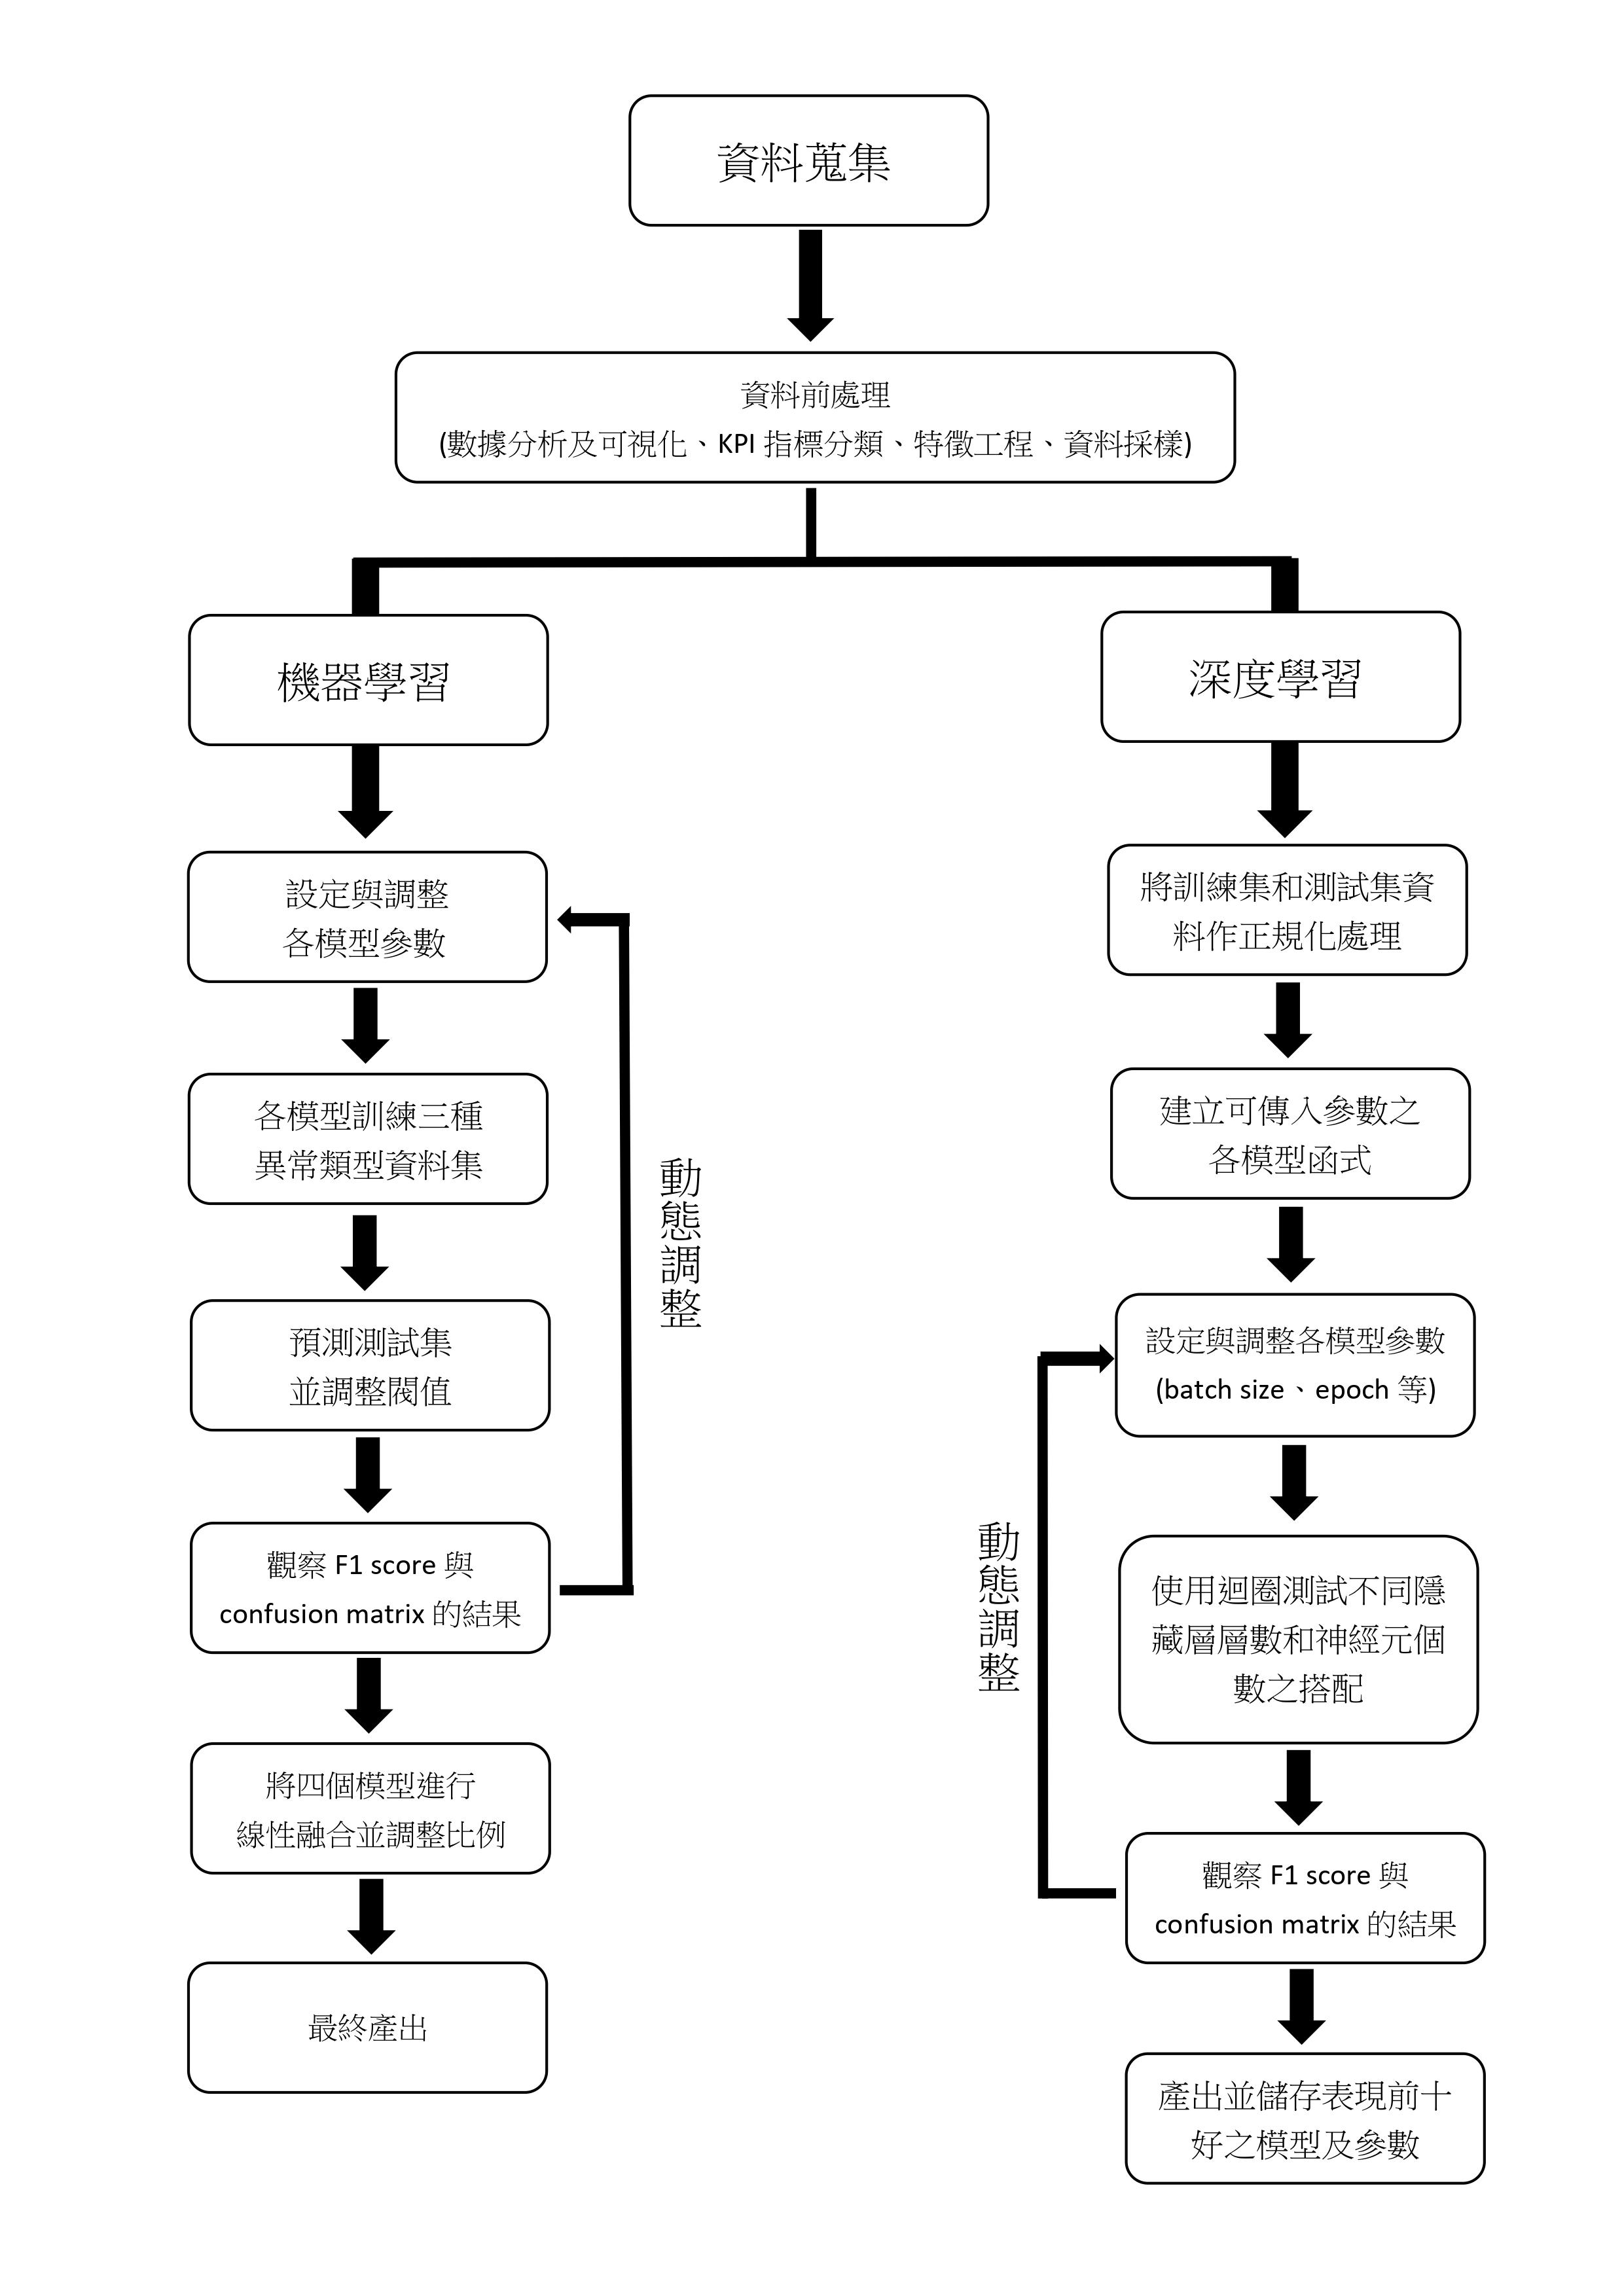 資料蒐集
資料前處理
(數據分析及可視化、KPI 指標分類、特徵工程、資料採樣)
機器學習
設定與調整
各模型參數
各模型訓練三種
異常類型資料集
預測測試集
並調整閥值
觀察 F1 score 與
confusion matrix 的結果
動態調整
將四個模型進行
線性融合並調整比例
最終產出
深度學習
將訓練集和測試集資
料作正規化處理
建立可傳入參數之
各模型函式
設定與調整各模型參數
(batch size、epoch 等)
使用迴圈測試不同隱
藏層層數和神經元個
數之搭配
動態調整
觀察 F1 score 與
confusion matrix 的結果
產出並儲存表現前十
好之模型及參數